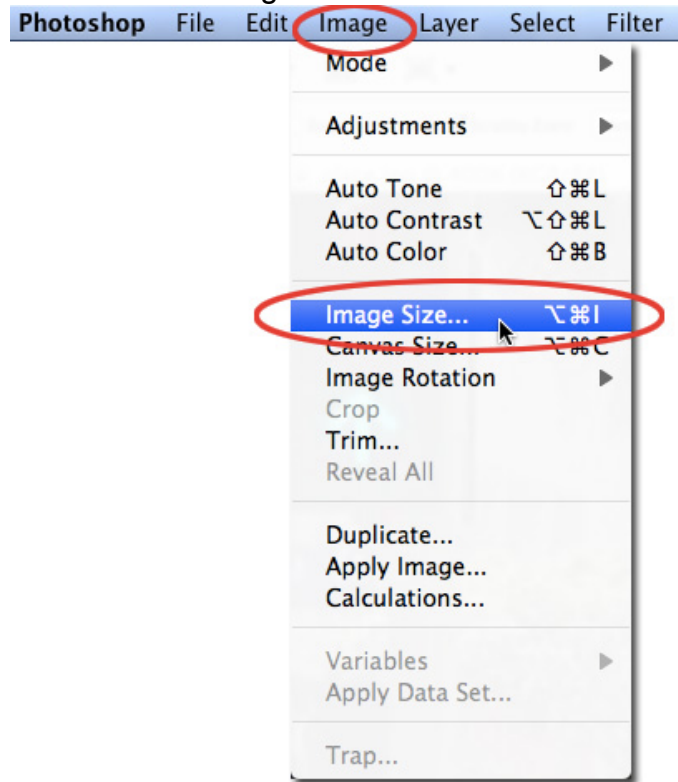 Photoshop File Edit Image Layer Select Filter
Mode ▶
Adjustments ▶
Auto Tone ⇧⌘L
Auto Contrast ⌥⇧⌘L
Auto Color ⇧⌘B
Image Size... ⌥⌘I
Canvas Size... ⌥⌘C
Image Rotation ▶
Crop
Trim...
Reveal All
Duplicate...
Apply Image...
Calculations...
Variables ▶
Apply Data Set...
Trap...